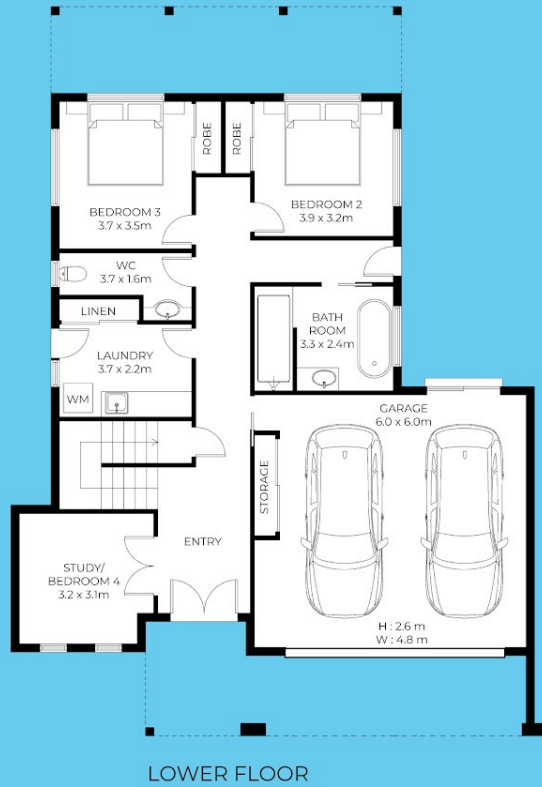 ROBE
ROBE
BEDROOM 3
3.7 x 3.5m
BEDROOM 2
3.9 x 3.2m
WC
3.7 x 1.6m
LINEN
BATH
ROOM
3.3 x 2.4m
LAUNDRY
3.7 x 2.2m
WM
GARAGE
6.0 x 6.0m
STORAGE
ENTRY
STUDY/
BEDROOM 4
3.2 x 3.1m
H : 2.6 m
W : 4.8 m
LOWER FLOOR